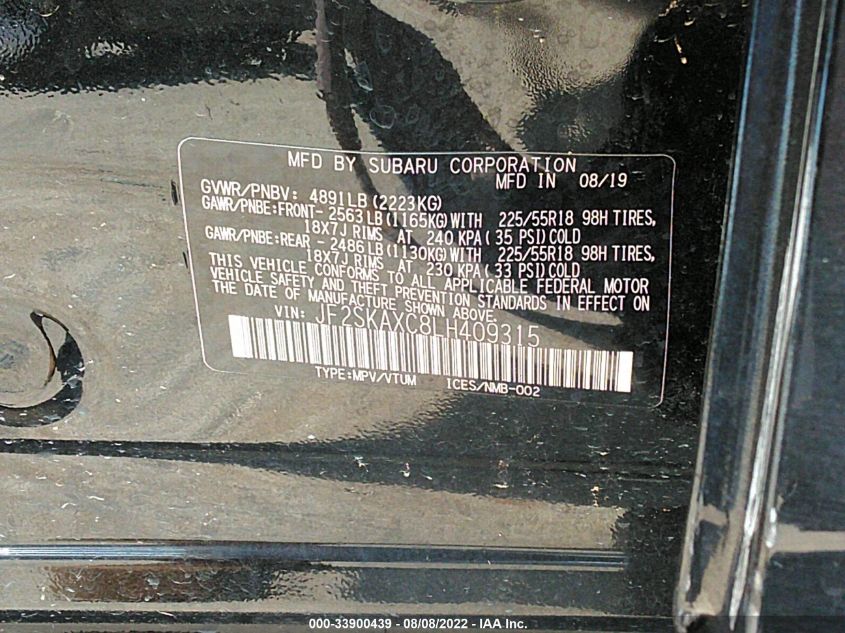 MFD BY SUBARU CORPORATION
MFD IN 08/19
GVWR/PNBV: 4891LB(2223KG)
GAWR/PNBE:FRONT- 2563LB(1165KG)WITH 225/55R18 98H TIRES,
18X7J RIMS AT 240 KPA(35 PSI)COLD
GAWR/PNBE:REAR - 2486LB(1130KG)WITH 225/55R18 98H TIRES,
18X7J RIMS AT 230 KPA(33 PSI)COLD
THIS VEHICLE CONFORMS TO ALL APPLICABLE FEDERAL MOTOR
VEHICLE SAFETY AND THEFT PREVENTION STANDARDS IN EFFECT ON
THE DATE OF MANUFACTURE SHOWN ABOVE.
VIN: JF2SKAXC8LH409315
TYPE:MPV/VTUM ICES/NMB-002
000-33900439 - 08/08/2022 - IAA Inc.